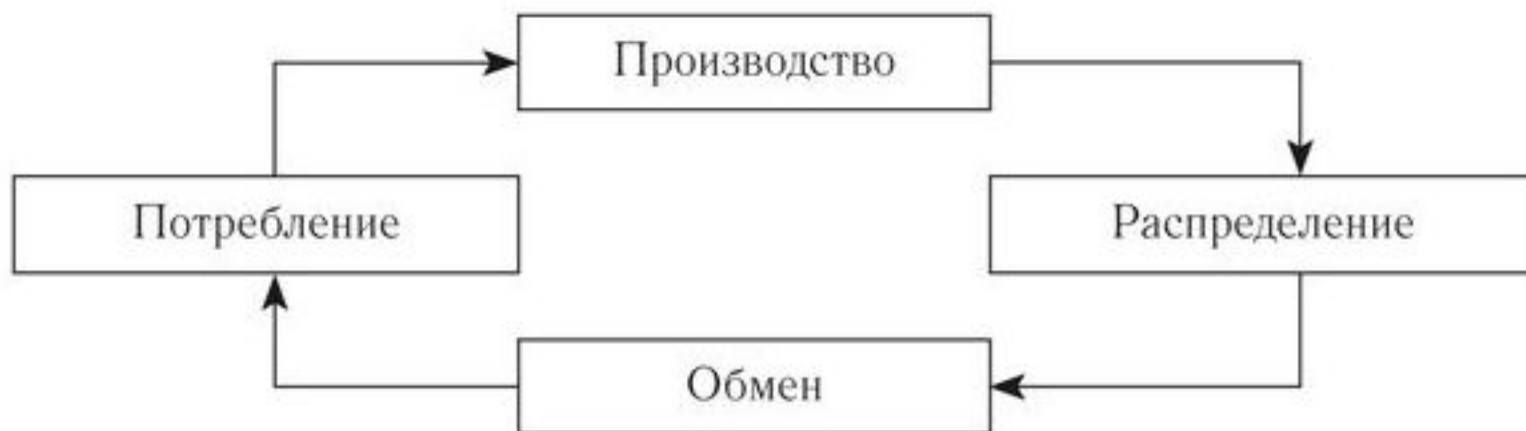 Производство
Потребление
Распределение
Обмен